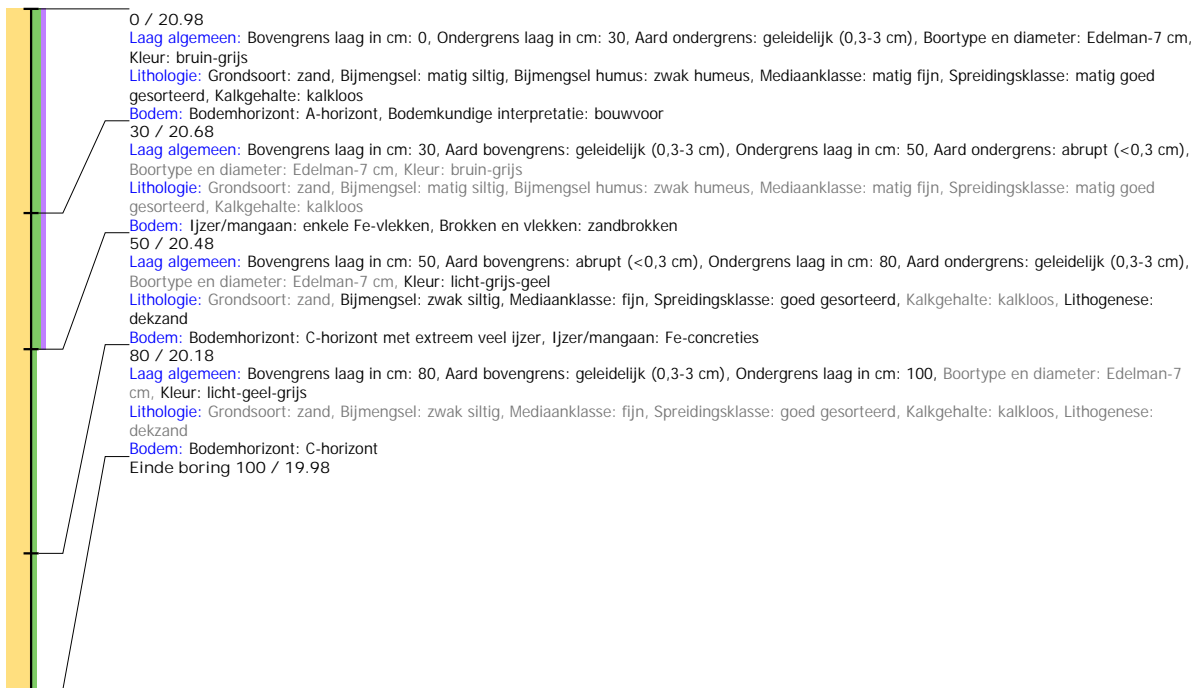 0 / 20.98
Laag algemeen: Bovengrens laag in cm: 0, Ondergrens laag in cm: 30, Aard ondergrens: geleidelijk (0,3-3 cm), Boortype en diameter: Edelman-7 cm,
Kleur: bruin-grijs
Lithologie: Grondsoort: zand, Bijmengsel: matig siltig, Bijmengsel humus: zwak humeus, Mediaanklasse: matig fijn, Spreidingsklasse: matig goed
gesorteerd, Kalkgehalte: kalkloos
Bodem: Bodemhorizont: A-horizont, Bodemkundige interpretatie: bouwvoor
30 / 20.68
Laag algemeen: Bovengrens laag in cm: 30, Aard bovengrens: geleidelijk (0,3-3 cm), Ondergrens laag in cm: 50, Aard ondergrens: abrupt (<0,3 cm),
Boortype en diameter: Edelman-7 cm, Kleur: bruin-grijs
Lithologie: Grondsoort: zand, Bijmengsel: matig siltig, Bijmengsel humus: zwak humeus, Mediaanklasse: matig fijn, Spreidingsklasse: matig goed
gesorteerd, Kalkgehalte: kalkloos
Bodem: Ijzer/mangaan: enkele Fe-vlekken, Brokken en vlekken: zandbrokken
50 / 20.48
Laag algemeen: Bovengrens laag in cm: 50, Aard bovengrens: abrupt (<0,3 cm), Ondergrens laag in cm: 80, Aard ondergrens: geleidelijk (0,3-3 cm),
Boortype en diameter: Edelman-7 cm, Kleur: licht-grijs-geel
Lithologie: Grondsoort: zand, Bijmengsel: zwak siltig, Mediaanklasse: fijn, Spreidingsklasse: goed gesorteerd, Kalkgehalte: kalkloos, Lithogenese:
dekzand
Bodem: Bodemhorizont: C-horizont met extreem veel ijzer, Ijzer/mangaan: Fe-concreties
80 / 20.18
Laag algemeen: Bovengrens laag in cm: 80, Aard bovengrens: geleidelijk (0,3-3 cm), Ondergrens laag in cm: 100, Boortype en diameter: Edelman-7
cm, Kleur: licht-geel-grijs
Lithologie: Grondsoort: zand, Bijmengsel: zwak siltig, Mediaanklasse: fijn, Spreidingsklasse: goed gesorteerd, Kalkgehalte: kalkloos, Lithogenese:
dekzand
Bodem: Bodemhorizont: C-horizont
Einde boring 100 / 19.98